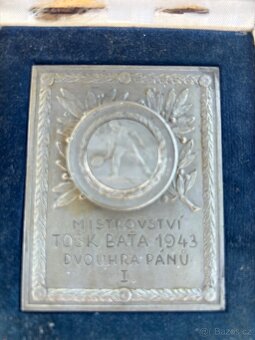 MISTROVSTVÍ
TOSK. BAŤA 1943
DVOUHRA PÁNŮ
I.